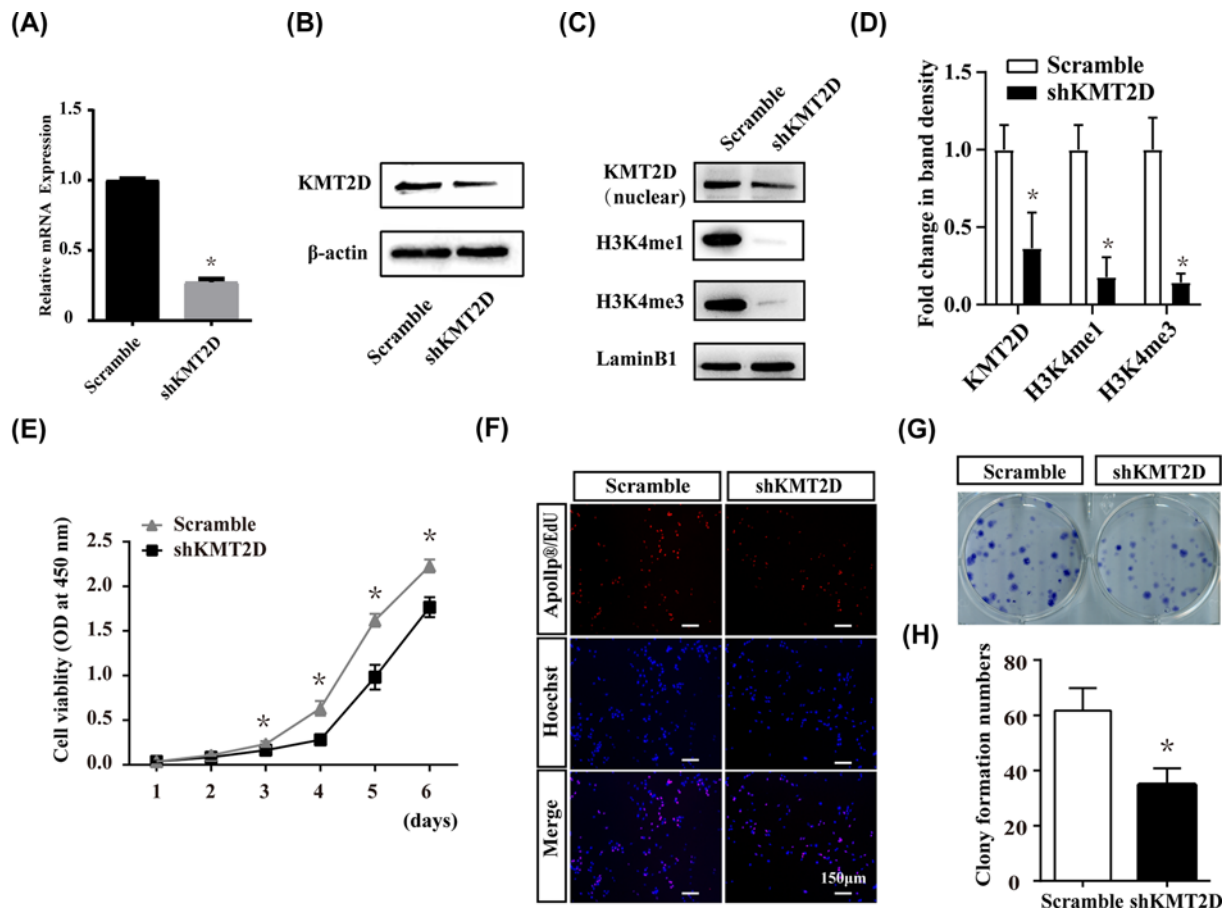 (A)
1.5
1.0
0.5
0
Relative mRNA Expression
*
Scramble
shKMT2D
(B)
KMT2D
β-actin
Scramble
shKMT2D
(C)
Scramble
shKMT2D
KMT2D
(nuclear)
H3K4me1
H3K4me3
LaminB1
(D)
Scramble
shKMT2D
Fold change in band density
1.5
1.0
0.5
0.0
*
*
*
KMT2D
H3K4me1
H3K4me3
(E)
Scramble
shKMT2D
Cell viablity (OD at 450 nm)
2.5
2.0
1.5
1.0
0.5
0.0
*
*
*
*
1 2 3 4 5 6
(days)
(F)
Scramble shKMT2D
Apollp®/EdU
Hoechst
Merge
150μm
(G)
Scramble shKMT2D
(H)
Clony formation numbers
80
60
40
20
0
*
Scramble shKMT2D